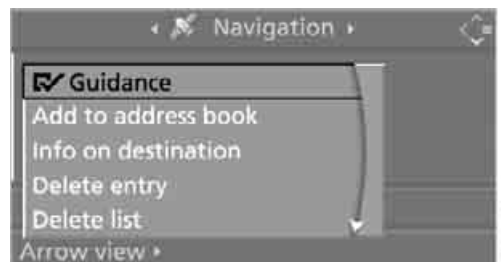 Navigation
Guidance
Add to address book
Info on destination
Delete entry
Delete list
Arrow view